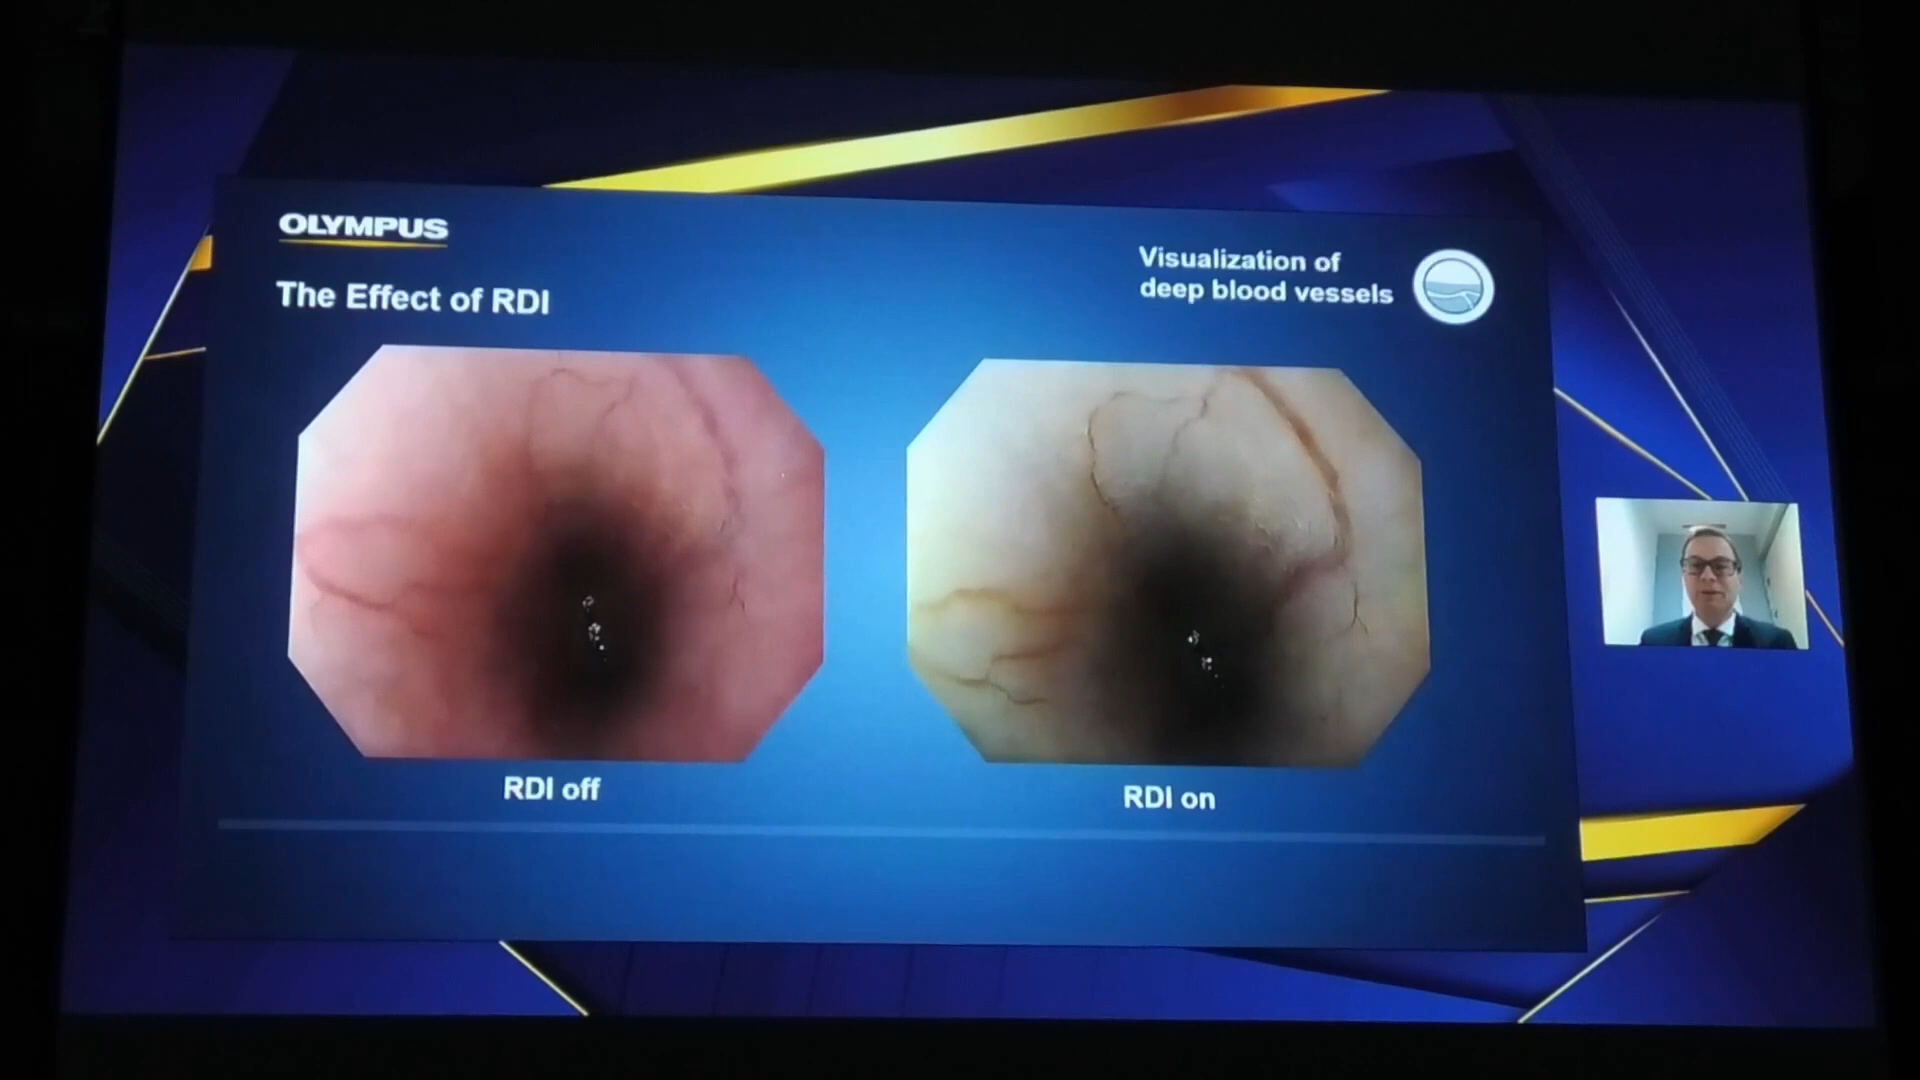 OLYMPUS
The Effect of RDI
Visualization of
deep blood vessels
RDI off
RDI on